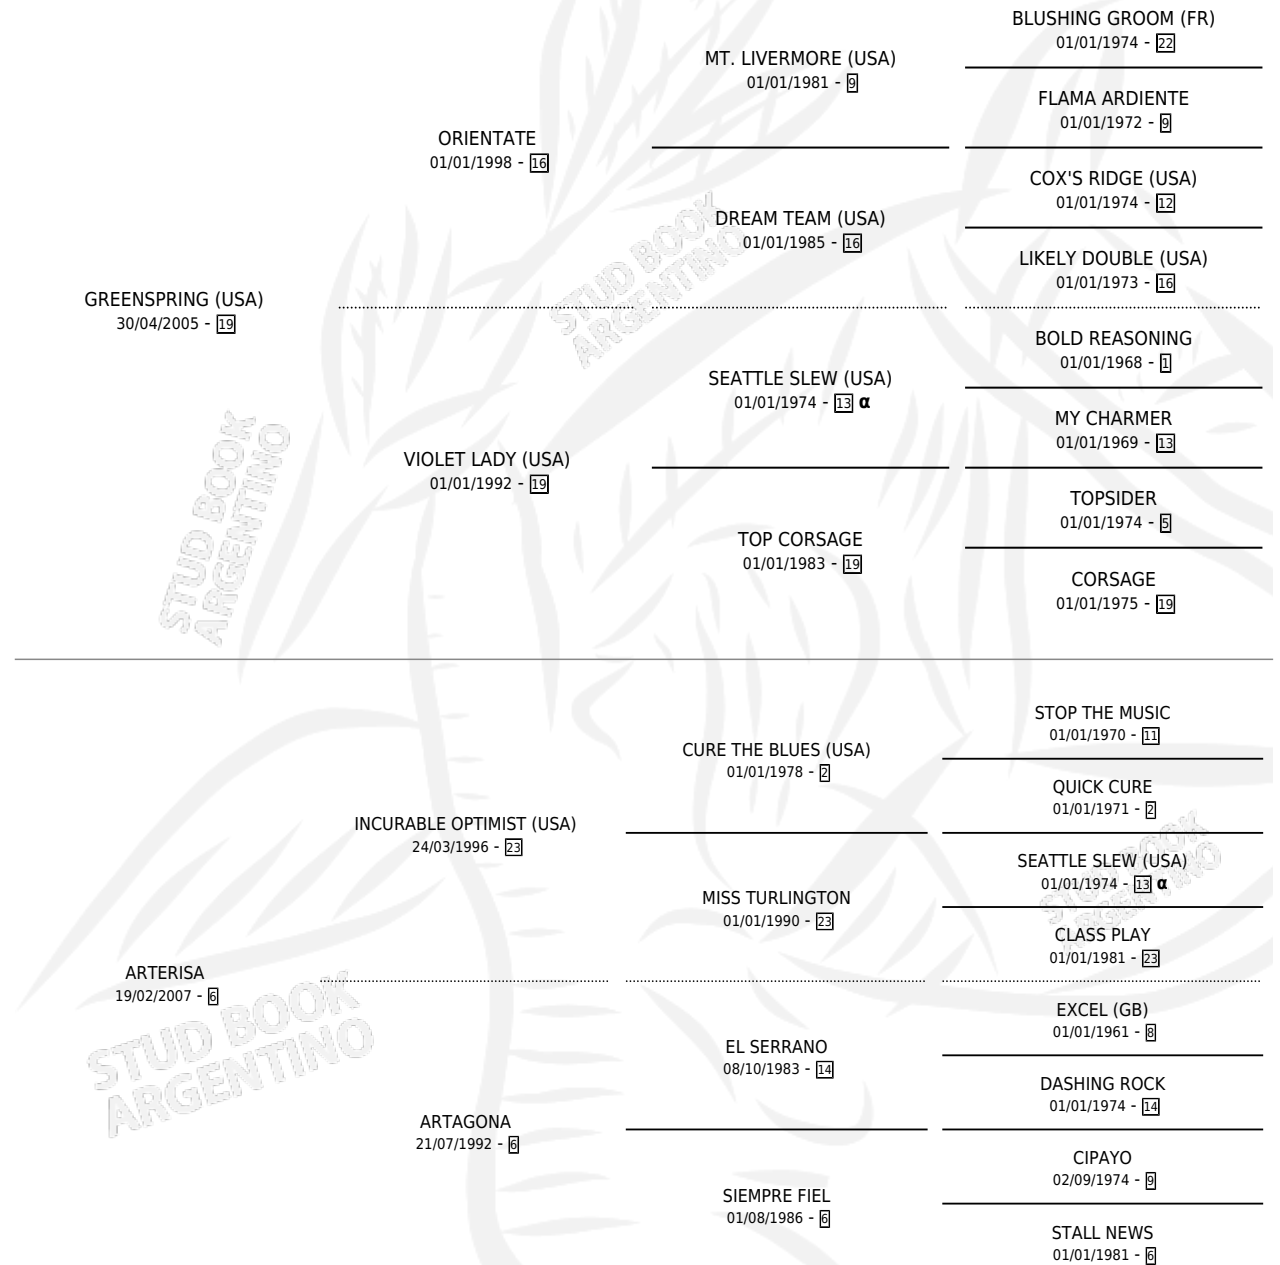 BLUSHING GROOM (FR)
01/01/1974 - 22
MT. LIVERMORE (USA)
01/01/1981 - 9
FLAMA ARDIENTE
01/01/1972 - 9
ORIENTATE
01/01/1998 - 16
COX'S RIDGE (USA)
01/01/1974 - 12
DREAM TEAM (USA)
01/01/1985 - 16
LIKELY DOUBLE (USA)
01/01/1973 - 16
GREENSPRING (USA)
30/04/2005 - 19
BOLD REASONING
01/01/1968 - 1
SEATTLE SLEW (USA)
01/01/1974 - 13 α
MY CHARMER
01/01/1969 - 13
VIOLET LADY (USA)
01/01/1992 - 19
TOPSIDER
01/01/1974 - 5
TOP CORSAGE
01/01/1983 - 19
CORSAGE
01/01/1975 - 19
STOP THE MUSIC
01/01/1970 - 11
CURE THE BLUES (USA)
01/01/1978 - 2
QUICK CURE
01/01/1971 - 2
INCURABLE OPTIMIST (USA)
24/03/1996 - 23
SEATTLE SLEW (USA)
01/01/1974 - 13 α
MISS TURLINGTON
01/01/1990 - 23
CLASS PLAY
01/01/1981 - 23
ARTERISA
19/02/2007 - 6
EXCEL (GB)
01/01/1961 - 8
EL SERRANO
08/10/1983 - 14
DASHING ROCK
01/01/1974 - 14
ARTAGONA
21/07/1992 - 6
CIPAYO
02/09/1974 - 9
SIEMPRE FIEL
01/08/1986 - 6
STALL NEWS
01/01/1981 - 6
STUD BOOK
ARGENTINO
STUD BOOK
ARGENTINO
STUD BOOK
ARGENTINO
STUD BOOK
ARGENTINO